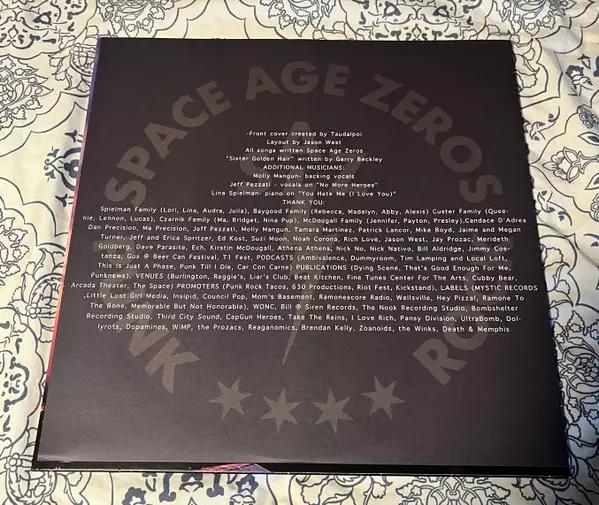 SPACE AGE ZEROS
-Front cover created by Taudalpoi
Layout by Jason West
All songs written Space Age Zeros
"Sister Golden Hair" written by Gerry Beckley
ADDITIONAL MUSICIANS:
Molly Mangun- backing vocals
Jeff Pezzati - vocals on "No More Heroes"
Lina Spielman- piano on "You Hate Me (I Love You)"
THANK YOU:
Spielman Family (Lori, Lina, Audra, Julia), Baygood Family (Rebecca, Madelyn, Abby, Alexis) Custer Family (Quee-
nie, Lennon, Lucas), Czarnik Family (Ma, Bridget, Nina Pup), McDougall Family (Jennifer, Payton, Presley),Candace D'Adrea
Dan Precision, Ma Precision, Jeff Pezzati, Molly Mangun, Tamara Martinez, Patrick Lancor, Mike Boyd, Jaime and Megan
Turner, Jeff and Erica Spritzer, Ed Kost, Suzi Moon, Noah Corona, Rich Love, Jason West, Jay Prozac, Merideth
Goldberg, Dave Parasite, Ech, Kirstin McDougall, Athena Athens, Nick No, Nick Nativo, Bill Aldridge, Jimmy Cos-
tanza, Gus @ Beer Can Festival, T1 Fest, PODCASTS (Ambivalence, Dummyroom, Tim Lamping and Local Loft,
This is Just A Phase, Punk Till I Die, Car Con Carne) PUBLICATIONS (Dying Scene, That's Good Enough For Me,
Punknews), VENUES (Burlington, Reggie's, Liar's Club, Beat Kitchen, Fine Tunes Center For The Arts, Cubby Bear,
Arcada Theater, The Space) PROMOTERS (Punk Rock Tacos, 630 Productions, Riot Fest, Kickstand), LABELS (MYSTIC RECORDS
,Little Lost Girl Media, Insipid, Council Pop, Mom's Basement, Ramonescore Radio, Wellsville, Hey Pizza!, Ramone To
The Bone, Memorable But Not Honorable), WONC, Bill @ Siren Records, The Nook Recording Studio, Bombshelter
Recording Studio, Third City Sound, CapGun Heroes, Take The Reins, I Love Rich, Pansy Division, UltraBomb, Dol-
lyrots, Dopamines, WiMP, the Prozacs, Reaganomics, Brendan Kelly, Zoanoids, the Winks, Death & Memphis